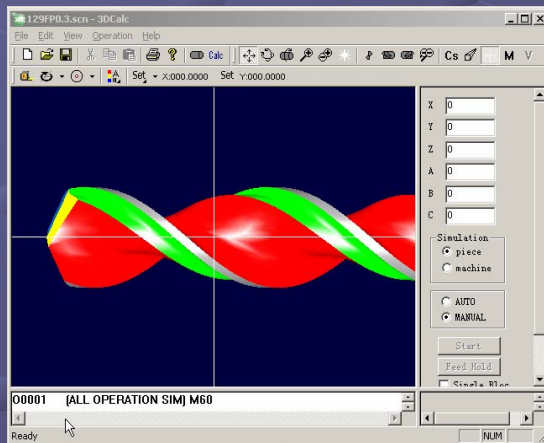 129FP0.3.scn - 3DCalc
File Edit View Operation Help
Calc Cs M V
Set X:000.0000 Set Y:000.0000
X 0
Y 0
Z 0
A 0
B 0
C 0
Simulation
piece
machine
AUTO
MANUAL
Start
Feed Hold
Single Bloc
O0001 (ALL OPERATION SIM) M60
Ready NUM